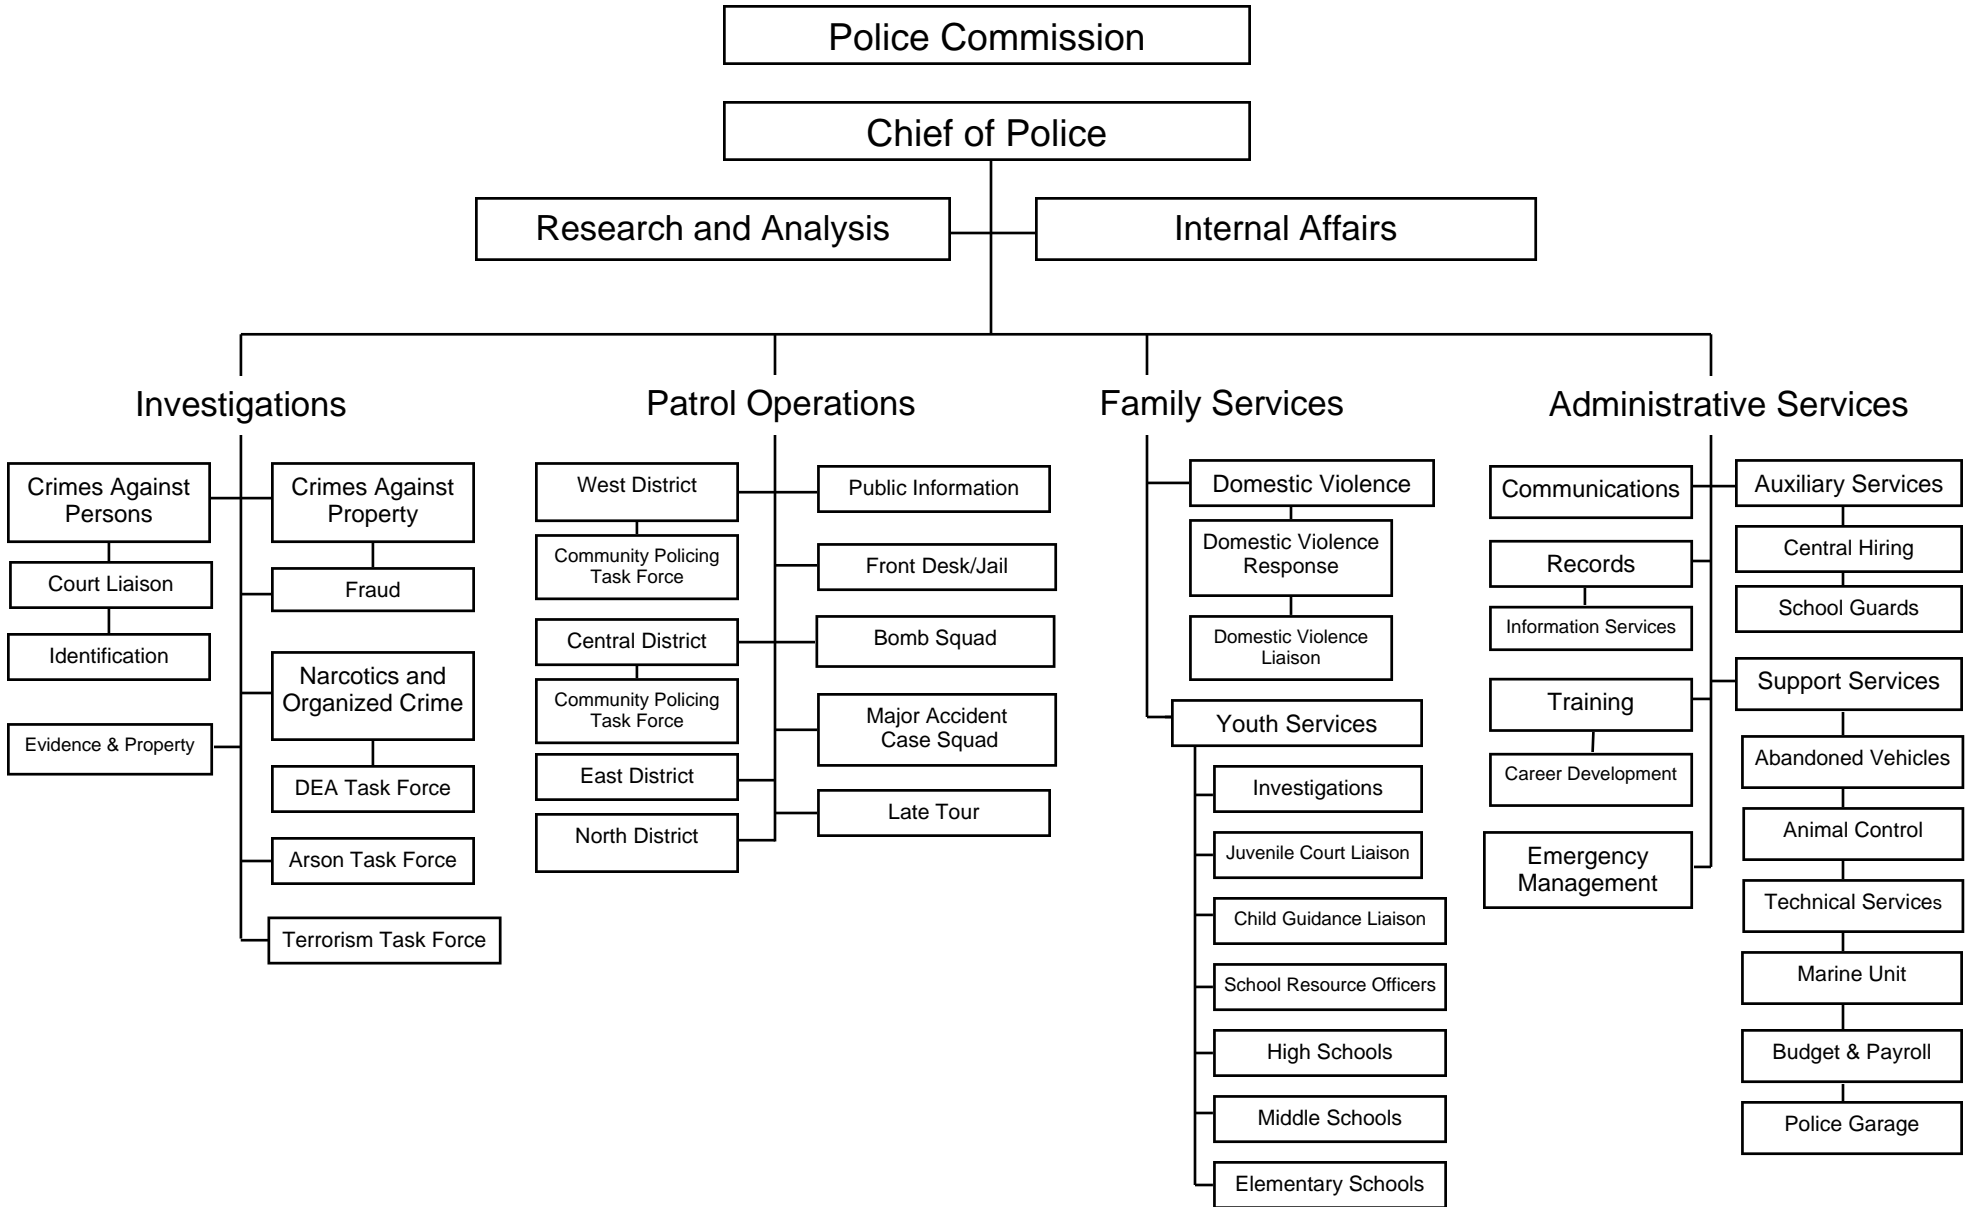 Police Commission
Chief of Police
Research and Analysis
Internal Affairs
Investigations
Patrol Operations
Family Services
Administrative Services
Crimes Against
Persons
Court Liaison
Identification
Evidence & Property
Crimes Against
Property
Fraud
Narcotics and
Organized Crime
DEA Task Force
Arson Task Force
Terrorism Task Force
West District
Community Policing
Task Force
Central District
Community Policing
Task Force
East District
North District
Public Information
Front Desk/Jail
Bomb Squad
Major Accident
Case Squad
Late Tour
Domestic Violence
Domestic Violence
Response
Domestic Violence
Liaison
Youth Services
Investigations
Juvenile Court Liaison
Child Guidance Liaison
School Resource Officers
High Schools
Middle Schools
Elementary Schools
Communications
Records
Information Services
Training
Career Development
Emergency
Management
Auxiliary Services
Central Hiring
School Guards
Support Services
Abandoned Vehicles
Animal Control
Technical Services
Marine Unit
Budget & Payroll
Police Garage